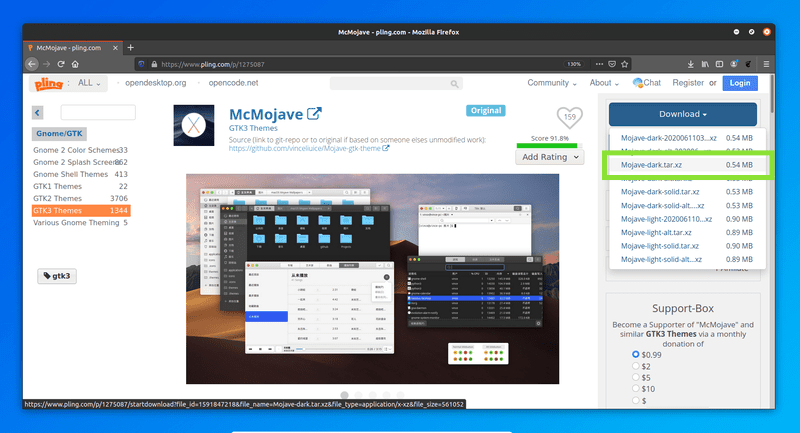 McMojave - pling.com - Mozilla Firefox
McMojave - pling.com
https://www.pling.com/p/1275087
130%
pling
ALL
opendesktop.org
opencode.net
Community
About
Chat
Register
or
Login
Gnome/GTK
Gnome 2 Color Schemes 33
Gnome 2 Splash Screens 862
Gnome Shell Themes 413
GTK1 Themes 22
GTK2 Themes 3706
GTK3 Themes 1344
Various Gnome Theming 5
gtk3
McMojave
GTK3 Themes
Source (link to git-repo or to original if based on someone elses unmodified work):
https://github.com/vinceliuice/Mojave-gtk-theme
Original
159
Score 91.8%
Add Rating
Download
Mojave-dark-2020061103...xz 0.54 MB
Mojave-dark.tar.xz 0.54 MB
Mojave-dark-solid.tar.xz 0.53 MB
Mojave-dark-solid-alt....xz 0.53 MB
Mojave-light-20206110...xz 0.90 MB
Mojave-light-alt.tar.xz 0.89 MB
Mojave-light-solid.tar.xz 0.90 MB
Mojave-light-solid-alt...xz 0.89 MB
Support-Box
Become a Supporter of "McMojave" and
similar GTK3 Themes via a monthly
donation of
$0.99
$2
$5
$10
$
https://www.pling.com/p/1275087/startdownload?file_id=1591847218&file_name=Mojave-dark.tar.xz&file_type=application/x-xz&file_size=561052